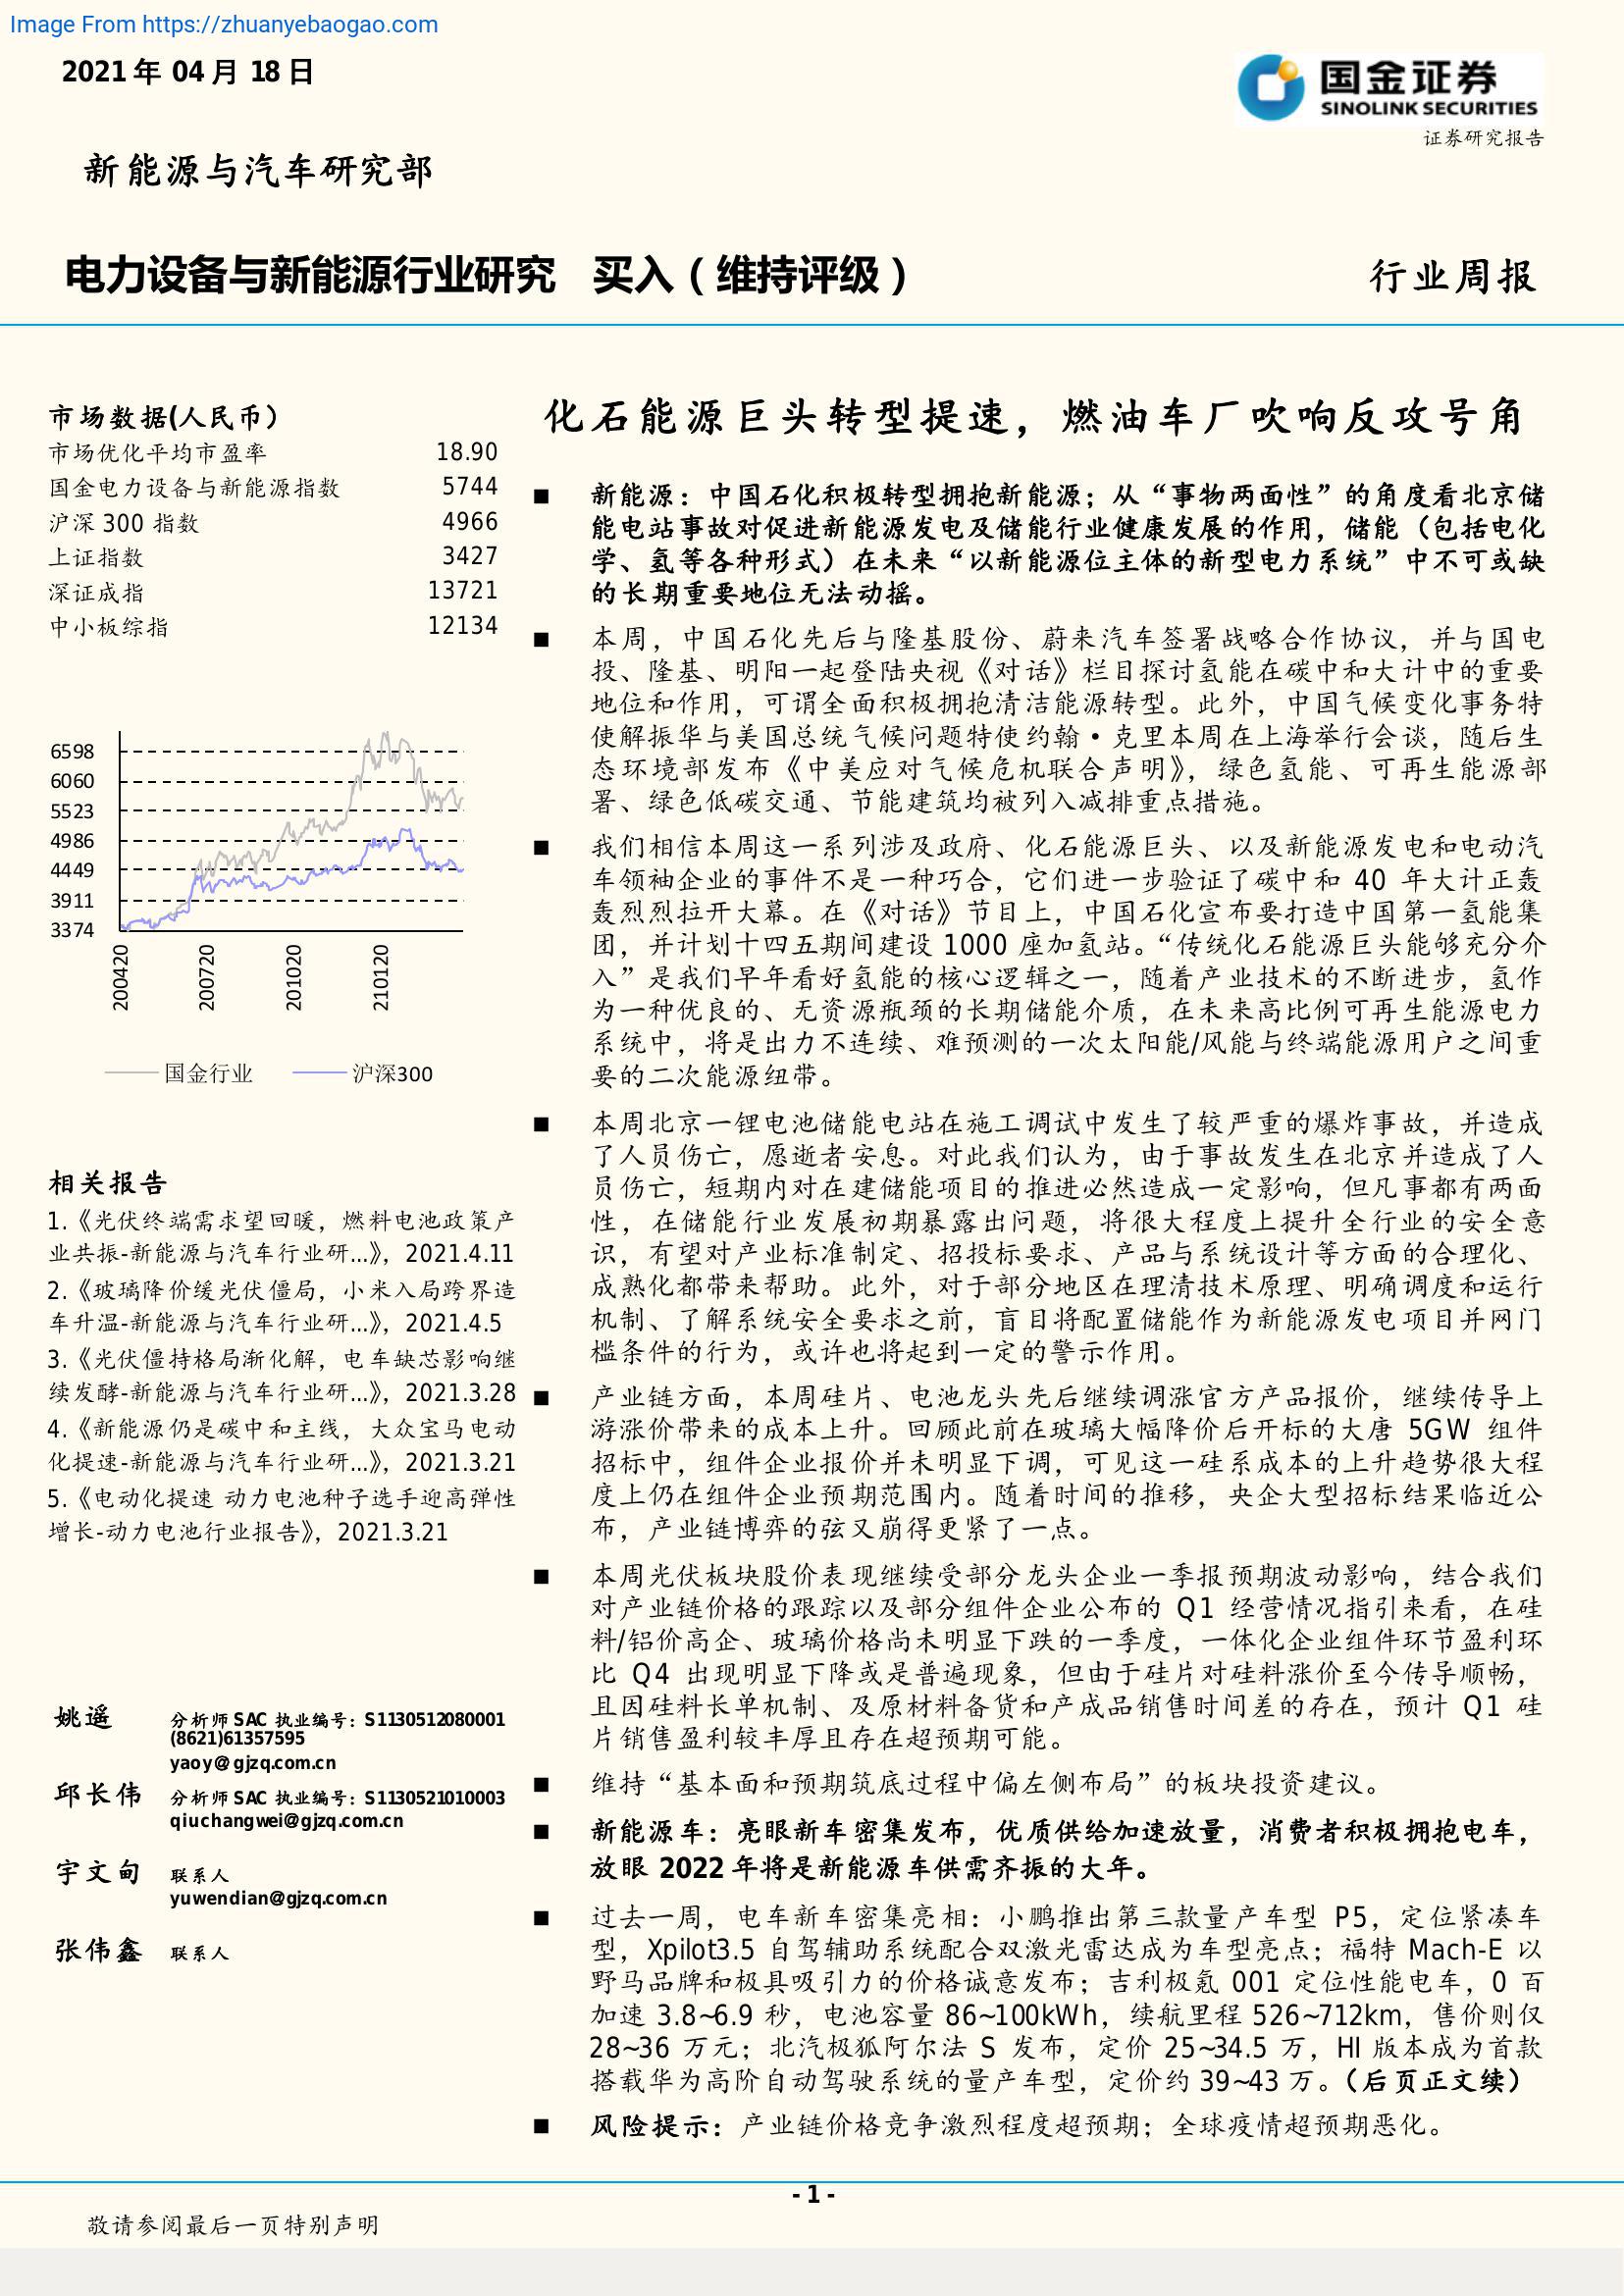 Image From https://zhuanyebaogao.com
2021 年 04 月 18 日
国金证券
SINOLINK SECURITIES
证券研究报告
新能源与汽车研究部
电力设备与新能源行业研究 买入（维持评级）
行业周报
市场数据(人民币）
市场优化平均市盈率 18.90
国金电力设备与新能源指数 5744
沪深 300 指数 4966
上证指数 3427
深证成指 13721
中小板综指 12134
6598
6060
5523
4986
4449
3911
3374
200420 200720 201020 210120
国金行业 沪深300
相关报告
1.《光伏终端需求望回暖，燃料电池政策产
业共振-新能源与汽车行业研...》，2021.4.11
2.《玻璃降价缓光伏僵局，小米入局跨界造
车升温-新能源与汽车行业研...》，2021.4.5
3.《光伏僵持格局渐化解，电车缺芯影响继
续发酵-新能源与汽车行业研...》，2021.3.28
4.《新能源仍是碳中和主线，大众宝马电动
化提速-新能源与汽车行业研...》，2021.3.21
5.《电动化提速 动力电池种子选手迎高弹性
增长-动力电池行业报告》，2021.3.21
姚遥 分析师 SAC 执业编号：S1130512080001
(8621)61357595
yaoy@gjzq.com.cn
邱长伟 分析师 SAC 执业编号：S1130521010003
qiuchangwei@gjzq.com.cn
宇文甸 联系人
yuwendian@gjzq.com.cn
张伟鑫 联系人
化石能源巨头转型提速，燃油车厂吹响反攻号角
■ 新能源：中国石化积极转型拥抱新能源；从“事物两面性”的角度看北京储
能电站事故对促进新能源发电及储能行业健康发展的作用，储能（包括电化
学、氢等各种形式）在未来“以新能源位主体的新型电力系统”中不可或缺
的长期重要地位无法动摇。
■ 本周，中国石化先后与隆基股份、蔚来汽车签署战略合作协议，并与国电
投、隆基、明阳一起登陆央视《对话》栏目探讨氢能在碳中和大计中的重要
地位和作用，可谓全面积极拥抱清洁能源转型。此外，中国气候变化事务特
使解振华与美国总统气候问题特使约翰•克里本周在上海举行会谈，随后生
态环境部发布《中美应对气候危机联合声明》，绿色氢能、可再生能源部
署、绿色低碳交通、节能建筑均被列入减排重点措施。
■ 我们相信本周这一系列涉及政府、化石能源巨头、以及新能源发电和电动汽
车领袖企业的事件不是一种巧合，它们进一步验证了碳中和 40 年大计正轰
轰烈烈拉开大幕。在《对话》节目上，中国石化宣布要打造中国第一氢能集
团，并计划十四五期间建设 1000 座加氢站。“传统化石能源巨头能够充分介
入”是我们早年看好氢能的核心逻辑之一，随着产业技术的不断进步，氢作
为一种优良的、无资源瓶颈的长期储能介质，在未来高比例可再生能源电力
系统中，将是出力不连续、难预测的一次太阳能/风能与终端能源用户之间重
要的二次能源纽带。
■ 本周北京一锂电池储能电站在施工调试中发生了较严重的爆炸事故，并造成
了人员伤亡，愿逝者安息。对此我们认为，由于事故发生在北京并造成了人
员伤亡，短期内对在建储能项目的推进必然造成一定影响，但凡事都有两面
性，在储能行业发展初期暴露出问题，将很大程度上提升全行业的安全意
识，有望对产业标准制定、招投标要求、产品与系统设计等方面的合理化、
成熟化都带来帮助。此外，对于部分地区在理清技术原理、明确调度和运行
机制、了解系统安全要求之前，盲目将配置储能作为新能源发电项目并网门
槛条件的行为，或许也将起到一定的警示作用。
■ 产业链方面，本周硅片、电池龙头先后继续调涨官方产品报价，继续传导上
游涨价带来的成本上升。回顾此前在玻璃大幅降价后开标的大唐 5GW 组件
招标中，组件企业报价并未明显下调，可见这一硅系成本的上升趋势很大程
度上仍在组件企业预期范围内。随着时间的推移，央企大型招标结果临近公
布，产业链博弈的弦又崩得更紧了一点。
■ 本周光伏板块股价表现继续受部分龙头企业一季报预期波动影响，结合我们
对产业链价格的跟踪以及部分组件企业公布的 Q1 经营情况指引来看，在硅
料/铝价高企、玻璃价格尚未明显下跌的一季度，一体化企业组件环节盈利环
比 Q4 出现明显下降或是普遍现象，但由于硅片对硅料涨价至今传导顺畅，
且因硅料长单机制、及原材料备货和产成品销售时间差的存在，预计 Q1 硅
片销售盈利较丰厚且存在超预期可能。
■ 维持“基本面和预期筑底过程中偏左侧布局”的板块投资建议。
■ 新能源车：亮眼新车密集发布，优质供给加速放量，消费者积极拥抱电车，
放眼 2022 年将是新能源车供需齐振的大年。
■ 过去一周，电车新车密集亮相：小鹏推出第三款量产车型 P5，定位紧凑车
型，Xpilot3.5 自驾辅助系统配合双激光雷达成为车型亮点；福特 Mach-E 以
野马品牌和极具吸引力的价格诚意发布；吉利极氪 001 定位性能电车，0 百
加速 3.8~6.9 秒，电池容量 86~100kWh，续航里程 526~712km，售价则仅
28~36 万元；北汽极狐阿尔法 S 发布，定价 25~34.5 万，HI 版本成为首款
搭载华为高阶自动驾驶系统的量产车型，定价约 39~43 万。（后页正文续）
■ 风险提示：产业链价格竞争激烈程度超预期；全球疫情超预期恶化。
- 1 -
敬请参阅最后一页特别声明